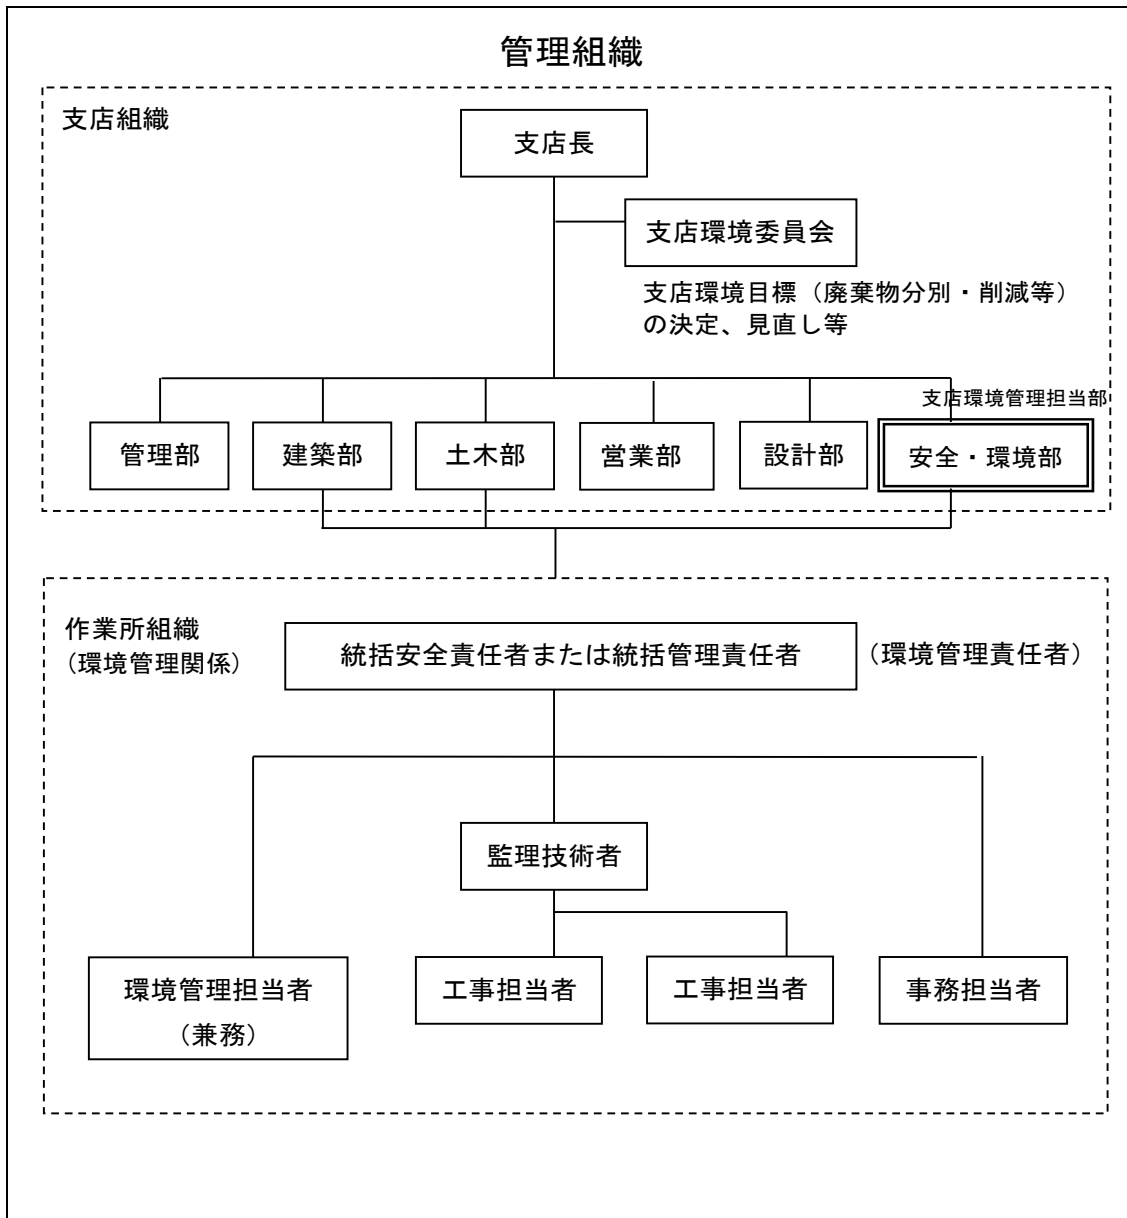 管理組織
支店組織
支店長
支店環境委員会
支店環境目標（廃棄物分別・削減等）
の決定、見直し等
支店環境管理担当部
管理部
建築部
土木部
営業部
設計部
安全・環境部
作業所組織
（環境管理関係）
統括安全責任者または統括管理責任者
（環境管理責任者）
監理技術者
環境管理担当者
（兼務）
工事担当者
工事担当者
事務担当者